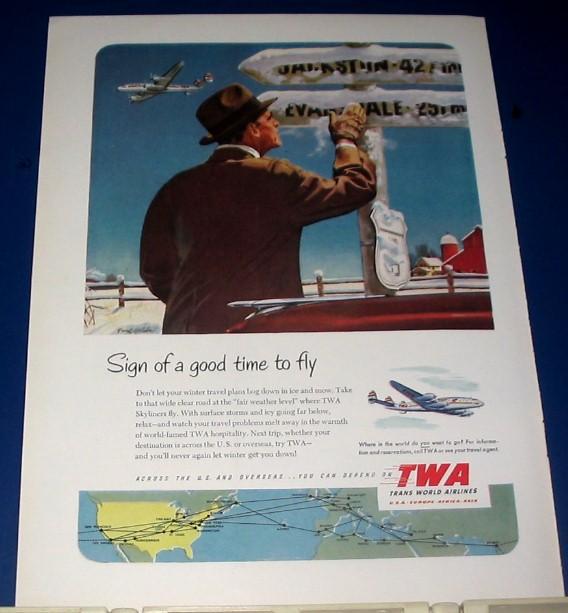 JACKSTON · 427 mi
EVANSVALE · 251 m
Sign of a good time to fly
Don't let your winter travel plans bog down in ice and snow. Take
to that wide clear road at the "fair weather level" where TWA
Skyliners fly. With surface storms and icy going far below,
relax—and watch your travel problems melt away in the warmth
of world-famed TWA hospitality. Next trip, whether your
destination is across the U.S. or overseas, try TWA—
and you'll never again let winter get you down!
Where in the world do you want to go? For informa-
tion and reservations, call TWA or see your travel agent.
ACROSS THE U.S. AND OVERSEAS... YOU CAN DEPEND ON
TWA
TRANS WORLD AIRLINES
U.S.A. · EUROPE · AFRICA · ASIA